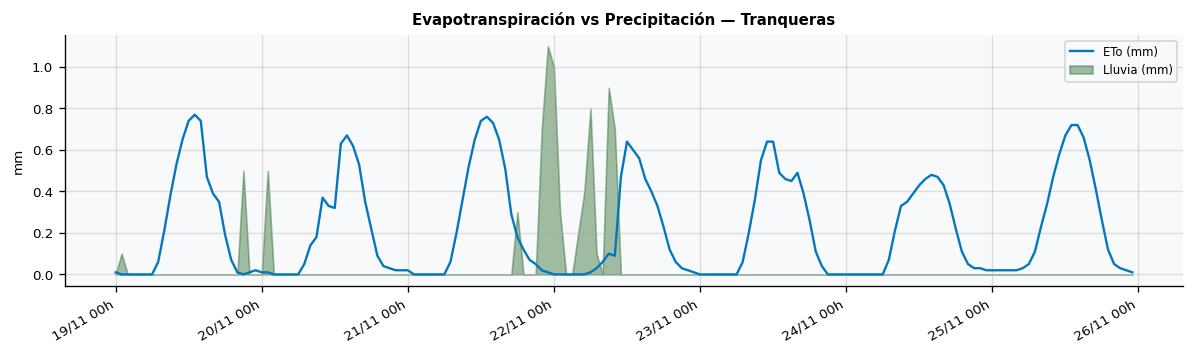 Evapotranspiración vs Precipitación — Tranqueras
ETo (mm)
Lluvia (mm)
mm
1.0
0.8
0.6
0.4
0.2
0.0
19/11 00h
20/11 00h
21/11 00h
22/11 00h
23/11 00h
24/11 00h
25/11 00h
26/11 00h